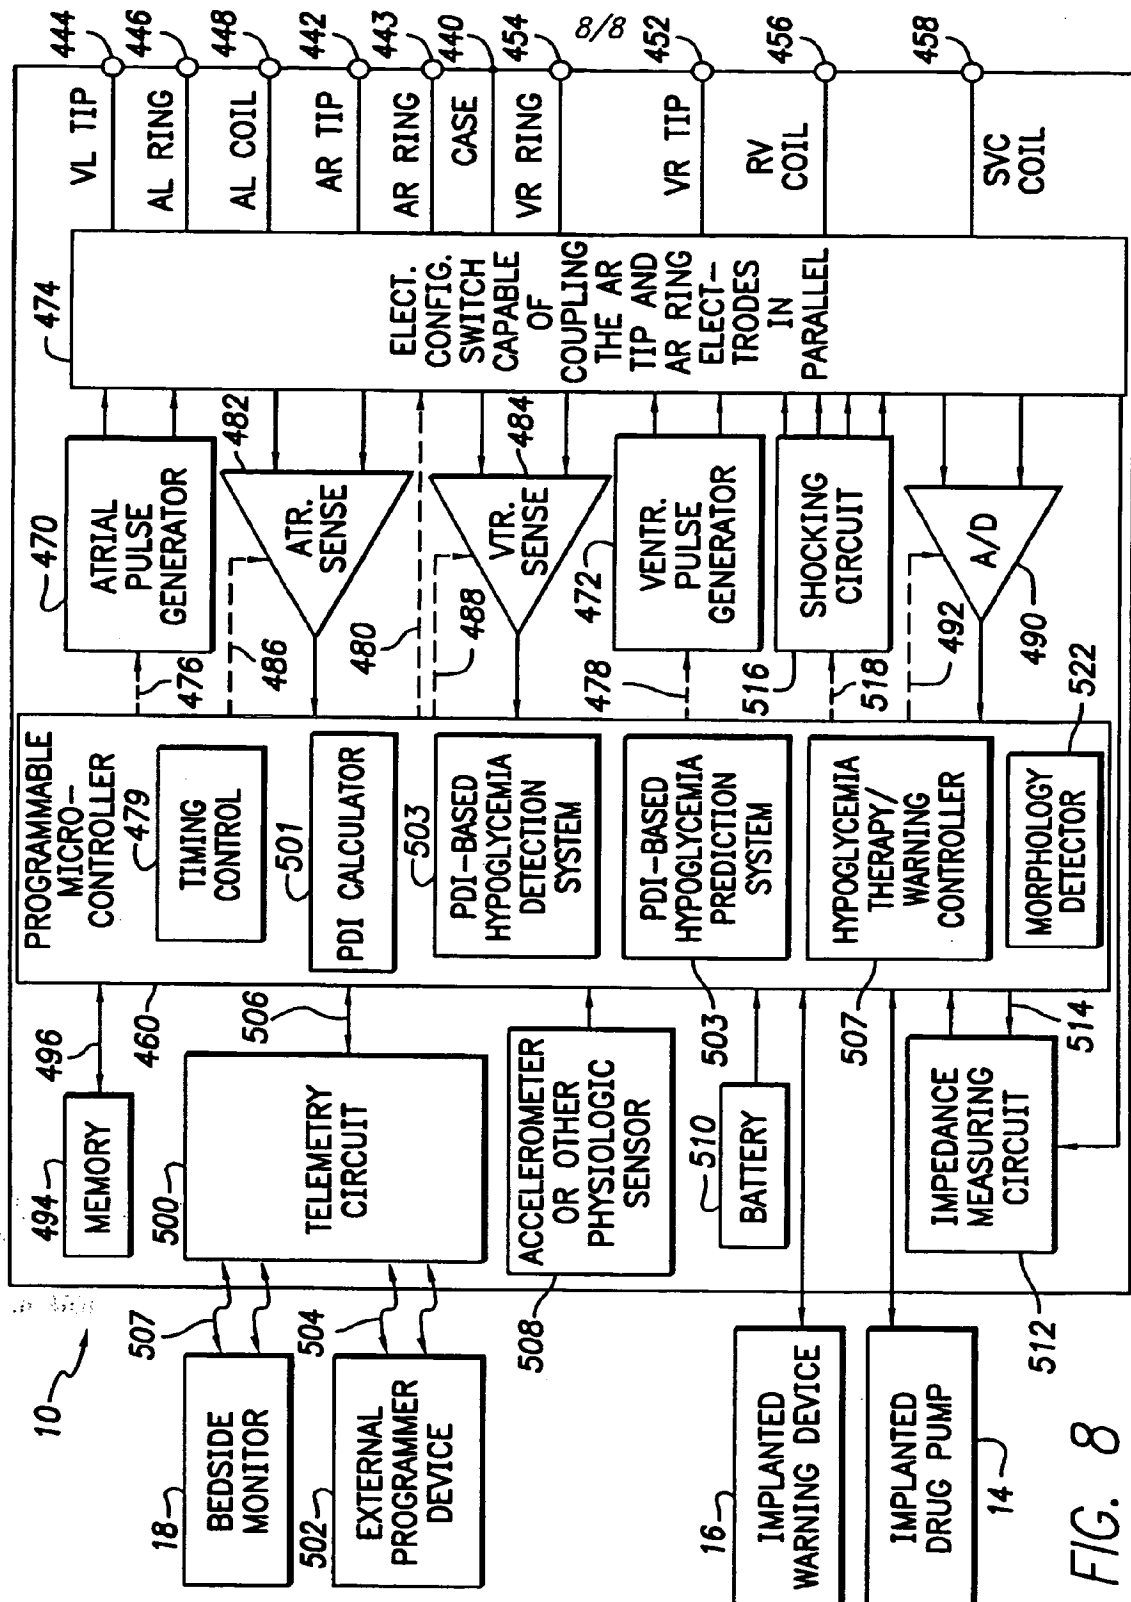 8/8
444
446
448
442
443
440
454
452
456
458
VL TIP
AL RING
AL COIL
AR TIP
AR RING
CASE
VR RING
VR TIP
RV
COIL
SVC
COIL
474
ELECT.
CONFIG.
SWITCH
CAPABLE
OF
COUPLING
THE AR
TIP AND
AR RING
ELECT-
TRODES
IN
PARALLEL
470
ATRIAL
PULSE
GENERATOR
482
ATR.
SENSE
484
VTR.
SENSE
472
VENTR.
PULSE
GENERATOR
516
SHOCKING
CIRCUIT
A/D
490
476
486
480
488
478
518
492
PROGRAMMABLE
MICRO-
CONTROLLER
479
TIMING
CONTROL
501
PDI CALCULATOR
503
PDI-BASED
HYPOGLYCEMIA
DETECTION
SYSTEM
PDI-BASED
HYPOGLYCEMIA
PREDICTION
SYSTEM
503
HYPOGLYCEMIA
THERAPY/
WARNING
CONTROLLER
507
522
MORPHOLOGY
DETECTOR
496
460
506
514
494
MEMORY
500
TELEMETRY
CIRCUIT
ACCELEROMETER
OR OTHER
PHYSIOLOGIC
SENSOR
508
510
BATTERY
IMPEDANCE
MEASURING
CIRCUIT
512
10
507
504
18
BEDSIDE
MONITOR
502
EXTERNAL
PROGRAMMER
DEVICE
16
IMPLANTED
WARNING DEVICE
IMPLANTED
DRUG PUMP
14
FIG. 8